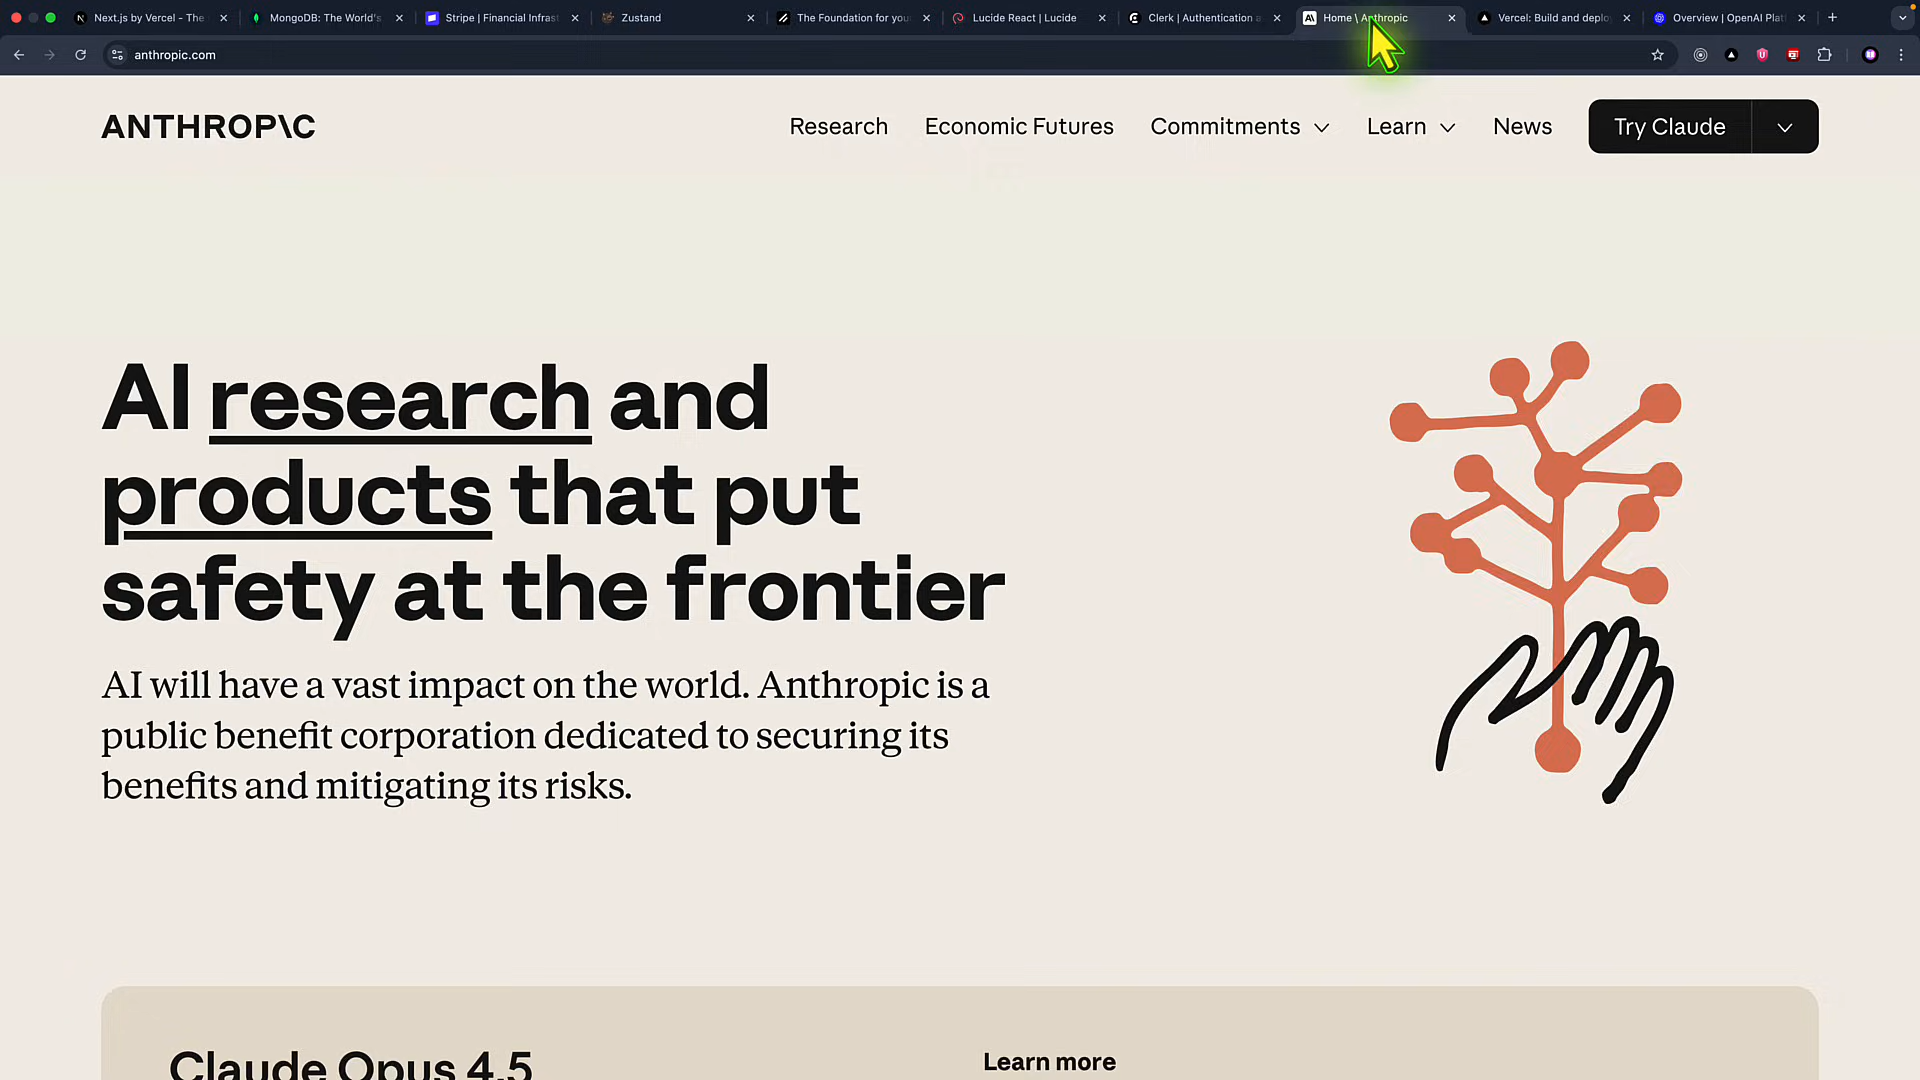 Next.js by Vercel - The
MongoDB: The World's
Stripe | Financial Infrast
Zustand
The Foundation for you
Lucide React | Lucide
Clerk | Authentication a
Home \ Anthropic
Vercel: Build and deplo
Overview | OpenAI Plat
anthropic.com
ANTHROP\C
Research
Economic Futures
Commitments
Learn
News
Try Claude
AI research and
products that put
safety at the frontier
AI will have a vast impact on the world. Anthropic is a
public benefit corporation dedicated to securing its
benefits and mitigating its risks.
Claude Opus 4.5
Learn more